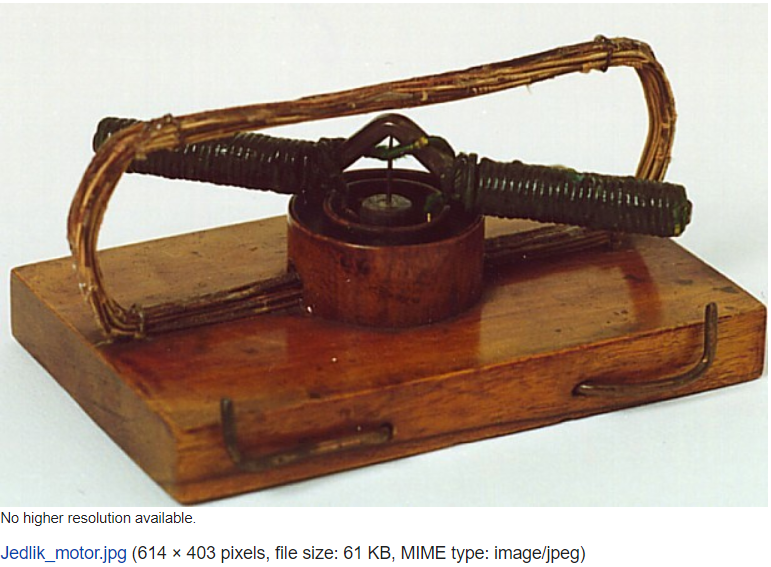 No higher resolution available.
Jedlik_motor.jpg (614 × 403 pixels, file size: 61 KB, MIME type: image/jpeg)